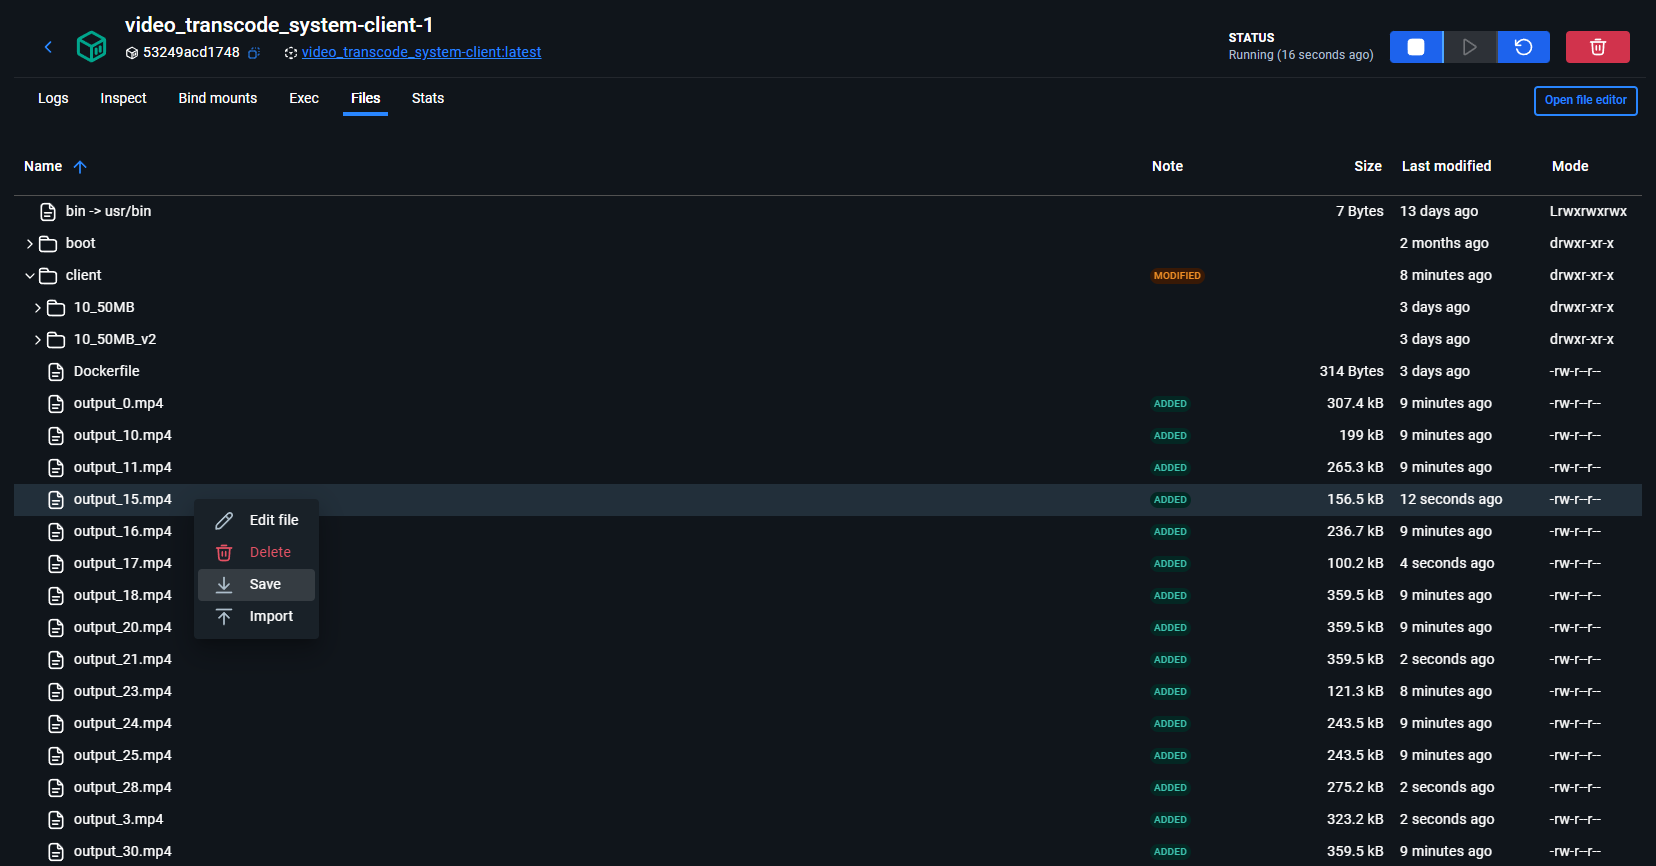 video_transcode_system-client-1
53249acd1748 video_transcode_system-client:latest
STATUS
Running (16 seconds ago)
Logs Inspect Bind mounts Exec Files Stats
Open file editor
Name Note Size Last modified Mode
bin -> usr/bin 7 Bytes 13 days ago Lrwxrwxrwx
boot 2 months ago drwxr-xr-x
client MODIFIED 8 minutes ago drwxr-xr-x
10_50MB 3 days ago drwxr-xr-x
10_50MB_v2 3 days ago drwxr-xr-x
Dockerfile 314 Bytes 3 days ago -rw-r--r--
output_0.mp4 ADDED 307.4 kB 9 minutes ago -rw-r--r--
output_10.mp4 ADDED 199 kB 9 minutes ago -rw-r--r--
output_11.mp4 ADDED 265.3 kB 9 minutes ago -rw-r--r--
output_15.mp4 ADDED 156.5 kB 12 seconds ago -rw-r--r--
Edit file
Delete
Save
Import
output_16.mp4 ADDED 236.7 kB 9 minutes ago -rw-r--r--
output_17.mp4 ADDED 100.2 kB 4 seconds ago -rw-r--r--
output_18.mp4 ADDED 359.5 kB 9 minutes ago -rw-r--r--
output_20.mp4 ADDED 359.5 kB 9 minutes ago -rw-r--r--
output_21.mp4 ADDED 359.5 kB 2 seconds ago -rw-r--r--
output_23.mp4 ADDED 121.3 kB 8 minutes ago -rw-r--r--
output_24.mp4 ADDED 243.5 kB 9 minutes ago -rw-r--r--
output_25.mp4 ADDED 243.5 kB 9 minutes ago -rw-r--r--
output_28.mp4 ADDED 275.2 kB 2 seconds ago -rw-r--r--
output_3.mp4 ADDED 323.2 kB 2 seconds ago -rw-r--r--
output_30.mp4 ADDED 359.5 kB 9 minutes ago -rw-r--r--